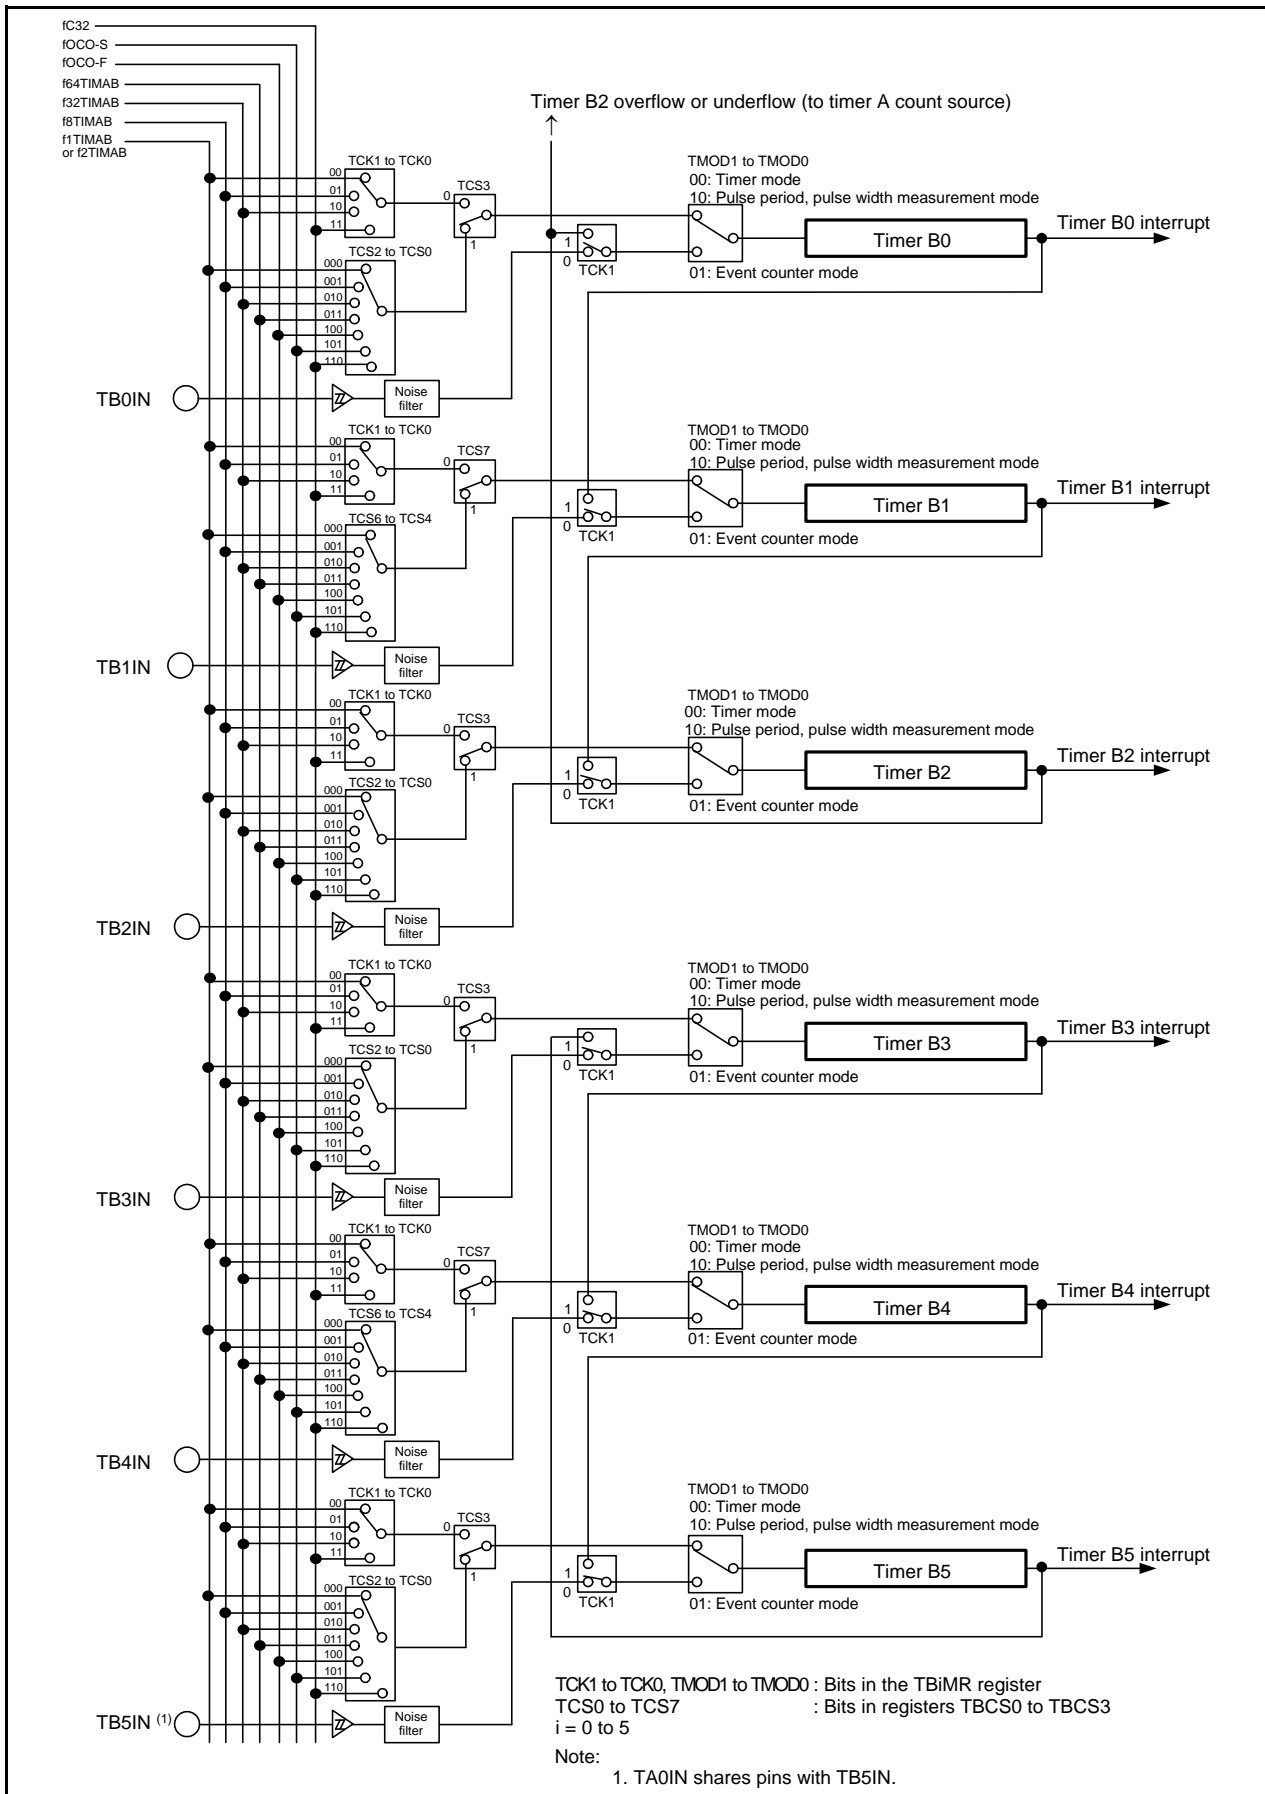 fC32
fOCO-S
fOCO-F
f64TIMAB
f32TIMAB
f8TIMAB
f1TIMAB
or f2TIMAB
Timer B2 overflow or underflow (to timer A count source)
TCK1 to TCK0
00
01
10
11
TCS3
0
1
TCS2 to TCS0
000
001
010
011
100
101
110
TB0IN
Noise
filter
1
0
TCK1
TMOD1 to TMOD0
00: Timer mode
10: Pulse period, pulse width measurement mode
01: Event counter mode
Timer B0
Timer B0 interrupt
TCK1 to TCK0
00
01
10
11
TCS7
0
1
TCS6 to TCS4
000
001
010
011
100
101
110
TB1IN
Noise
filter
1
0
TCK1
TMOD1 to TMOD0
00: Timer mode
10: Pulse period, pulse width measurement mode
01: Event counter mode
Timer B1
Timer B1 interrupt
TCK1 to TCK0
00
01
10
11
TCS3
0
1
TCS2 to TCS0
000
001
010
011
100
101
110
TB2IN
Noise
filter
1
0
TCK1
TMOD1 to TMOD0
00: Timer mode
10: Pulse period, pulse width measurement mode
01: Event counter mode
Timer B2
Timer B2 interrupt
TCK1 to TCK0
00
01
10
11
TCS3
0
1
TCS2 to TCS0
000
001
010
011
100
101
110
TB3IN
Noise
filter
1
0
TCK1
TMOD1 to TMOD0
00: Timer mode
10: Pulse period, pulse width measurement mode
01: Event counter mode
Timer B3
Timer B3 interrupt
TCK1 to TCK0
00
01
10
11
TCS7
0
1
TCS6 to TCS4
000
001
010
011
100
101
110
TB4IN
Noise
filter
1
0
TCK1
TMOD1 to TMOD0
00: Timer mode
10: Pulse period, pulse width measurement mode
01: Event counter mode
Timer B4
Timer B4 interrupt
TCK1 to TCK0
00
01
10
11
TCS3
0
1
TCS2 to TCS0
000
001
010
011
100
101
110
TB5IN (1)
Noise
filter
1
0
TCK1
TMOD1 to TMOD0
00: Timer mode
10: Pulse period, pulse width measurement mode
01: Event counter mode
Timer B5
Timer B5 interrupt
TCK1 to TCK0, TMOD1 to TMOD0 : Bits in the TBiMR register
TCS0 to TCS7 : Bits in registers TBCS0 to TBCS3
i = 0 to 5
Note:
1. TA0IN shares pins with TB5IN.